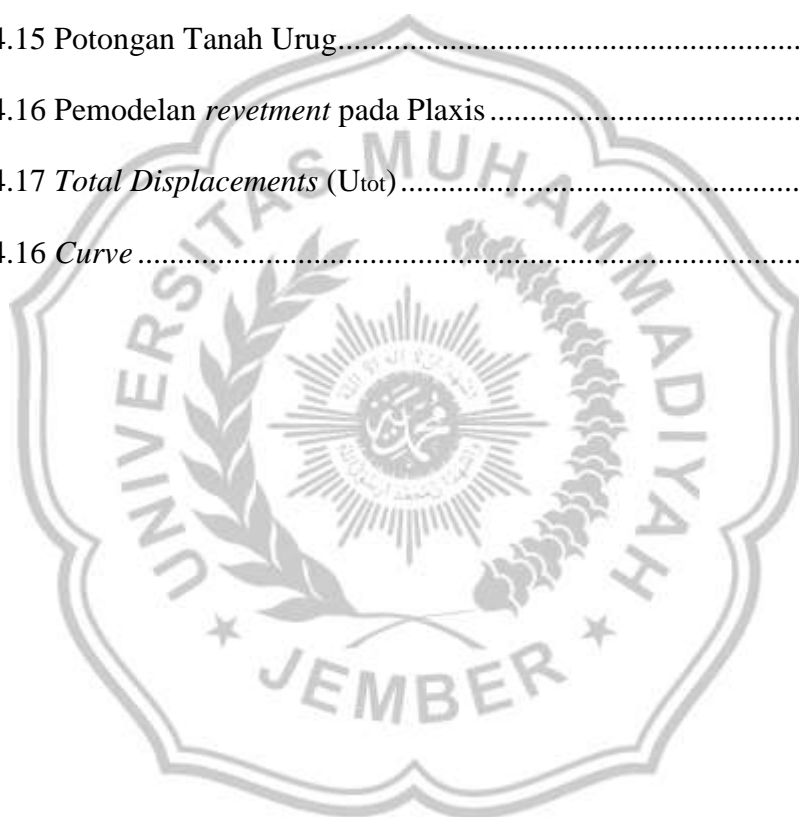 4.15 Potongan Tanah Urug........................................................
4.16 Pemodelan revetment pada Plaxis.......................................
4.17 Total Displacements (Utot)..................................................
4.16 Curve...................................................................................
UNIVERSITAS MUHAMMADIYAH
* JEMBER *